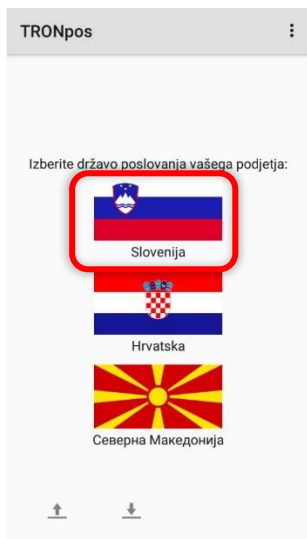 TRONpos
Izberite državo poslovanja vašega podjetja:
Slovenija
Hrvatska
Северна Македонија